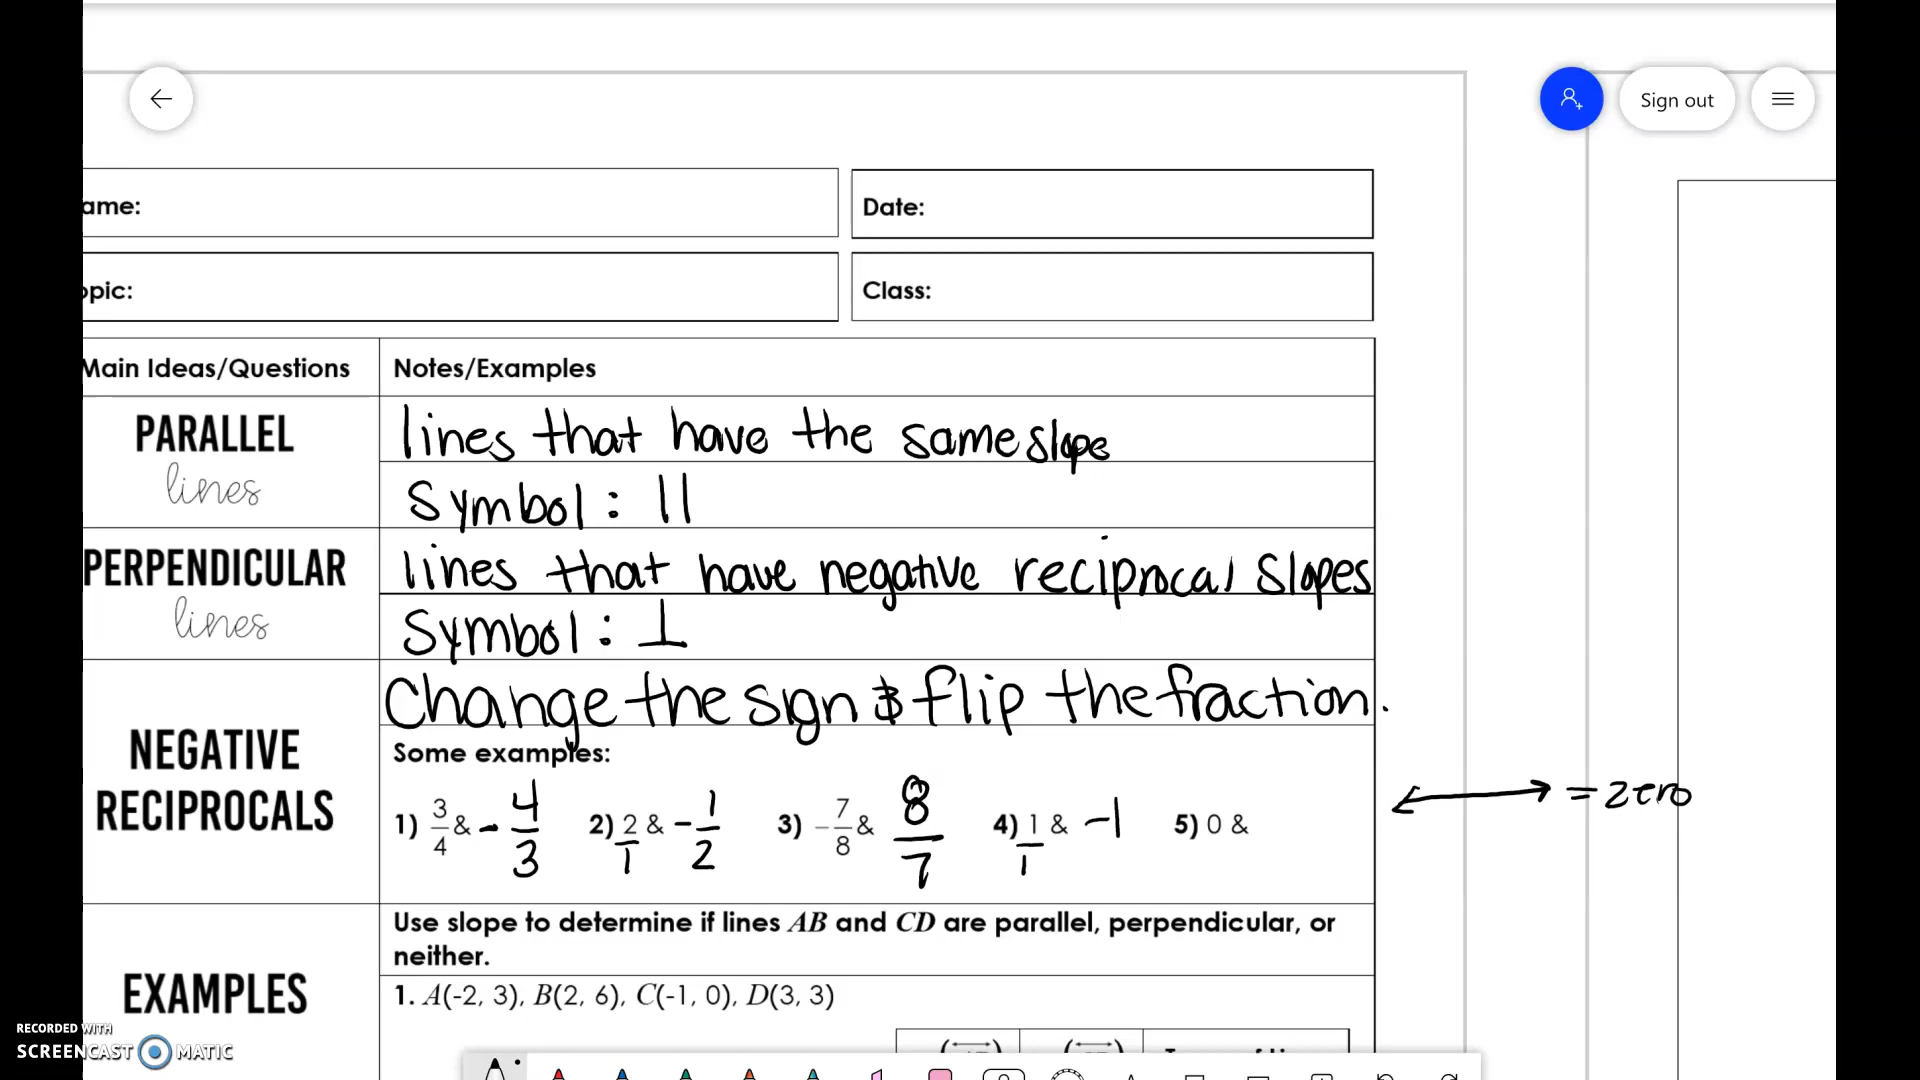 Sign out
ame:
Date:
opic:
Class:
Main Ideas/Questions
Notes/Examples
PARALLEL
lines
lines that have the same slope
Symbol: ||
PERPENDICULAR
lines
lines that have negative reciprocal slopes
Symbol: ⊥
NEGATIVE
RECIPROCALS
Change the sign & flip the fraction.
Some examples:
1) 3/4 & -4/3 2) 2/1 & -1/2 3) -7/8 & 8/7 4) 1/1 & -1 5) 0 &
= zero
EXAMPLES
Use slope to determine if lines AB and CD are parallel, perpendicular, or
neither.
1. A(-2, 3), B(2, 6), C(-1, 0), D(3, 3)
RECORDED WITH
SCREENCAST MATIC